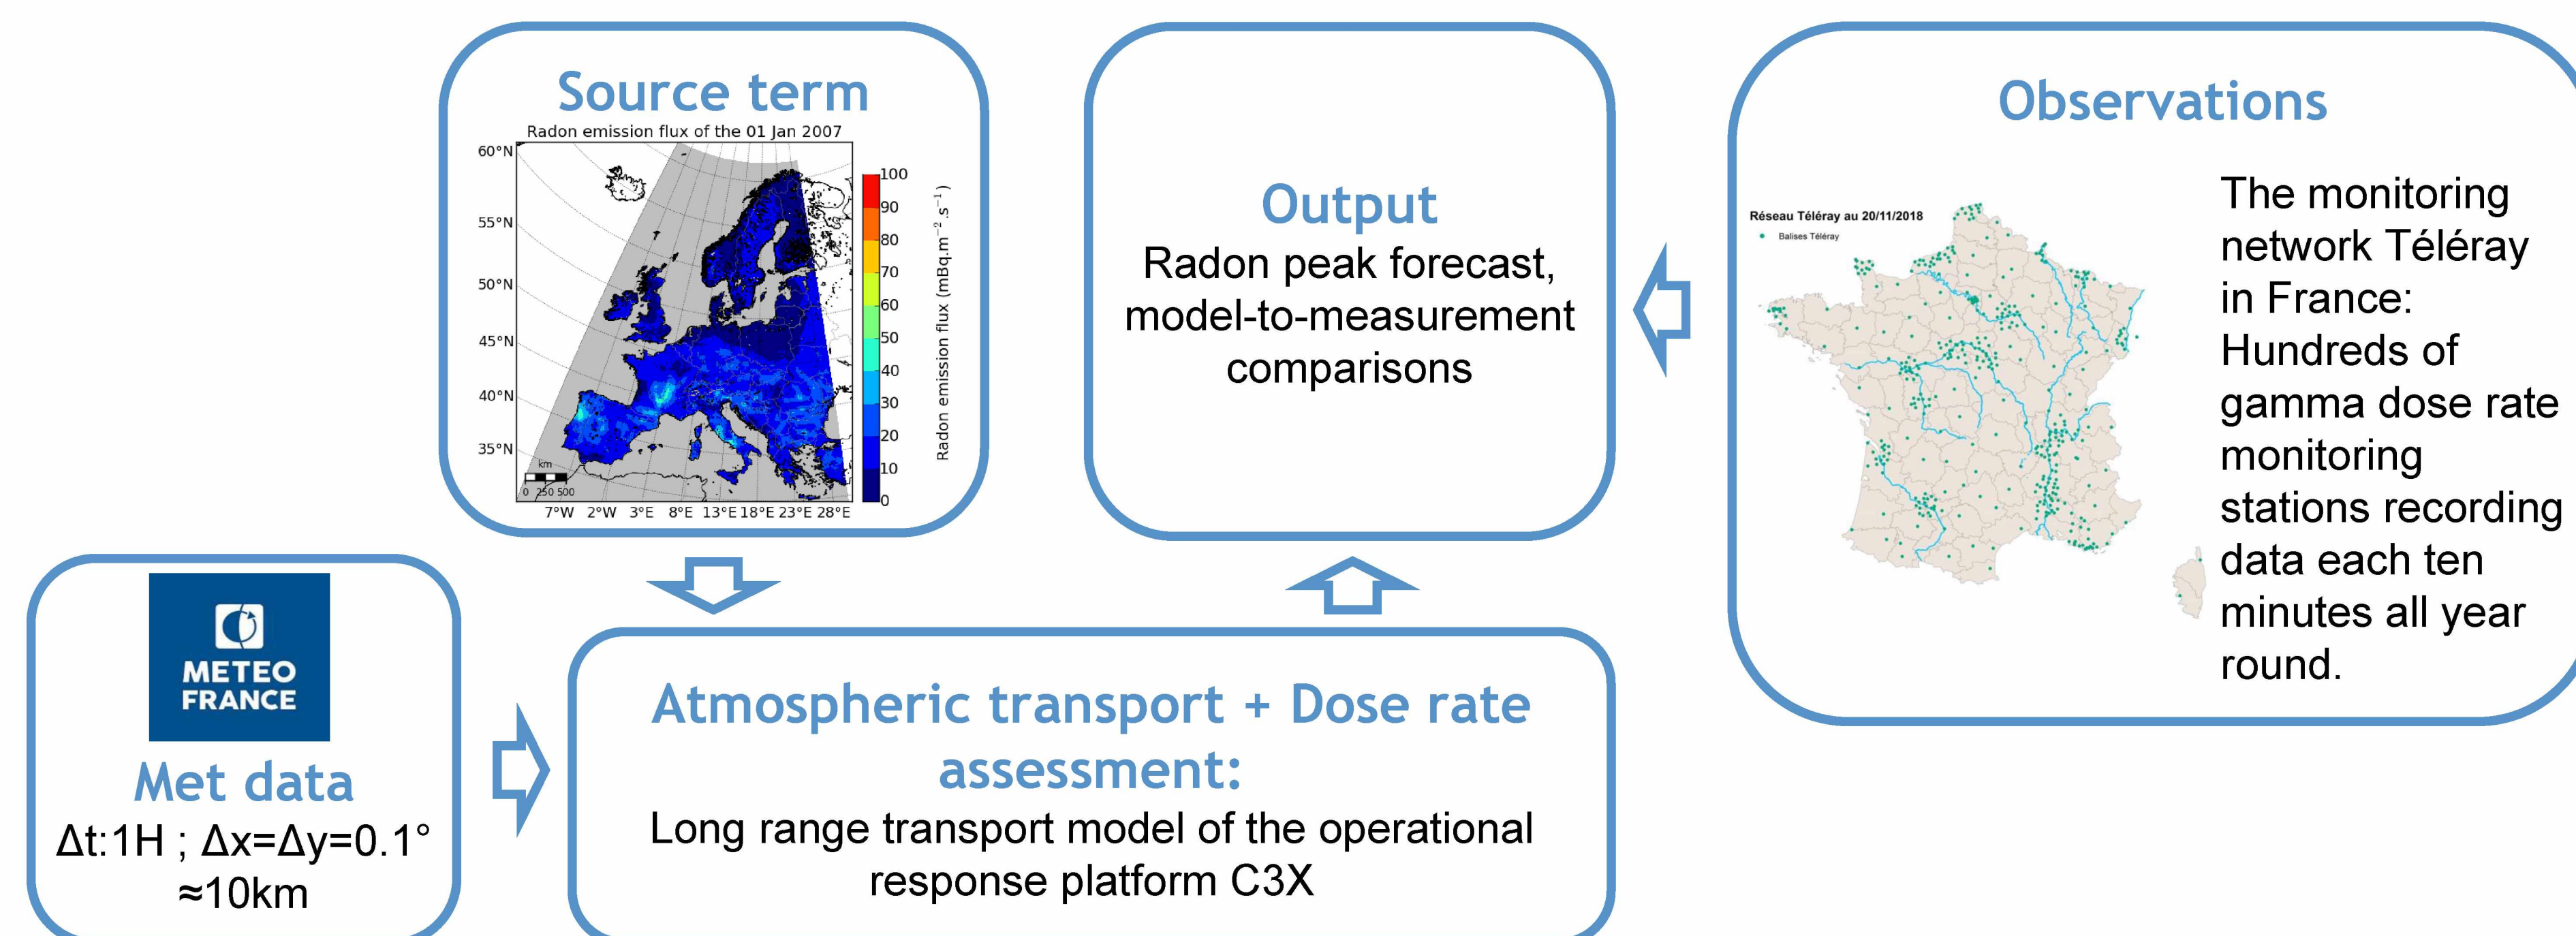 Source term
Radon emission flux of the 01 Jan 2007
60°N
55°N
50°N
45°N
40°N
35°N
km
0 250 500
7°W 2°W 3°E 8°E 13°E 18°E 23°E 28°E
100
90
80
70
60
50
40
30
20
10
0
Radon emission flux (mBq.m⁻².s⁻¹)
Output
Radon peak forecast,
model-to-measurement
comparisons
Observations
Réseau Téléray au 20/11/2018
Balises Téléray
The monitoring
network Téléray
in France:
Hundreds of
gamma dose rate
monitoring
stations recording
data each ten
minutes all year
round.
METEO
FRANCE
Met data
Δt:1H ; Δx=Δy=0.1°
≈10km
Atmospheric transport + Dose rate
assessment:
Long range transport model of the operational
response platform C3X